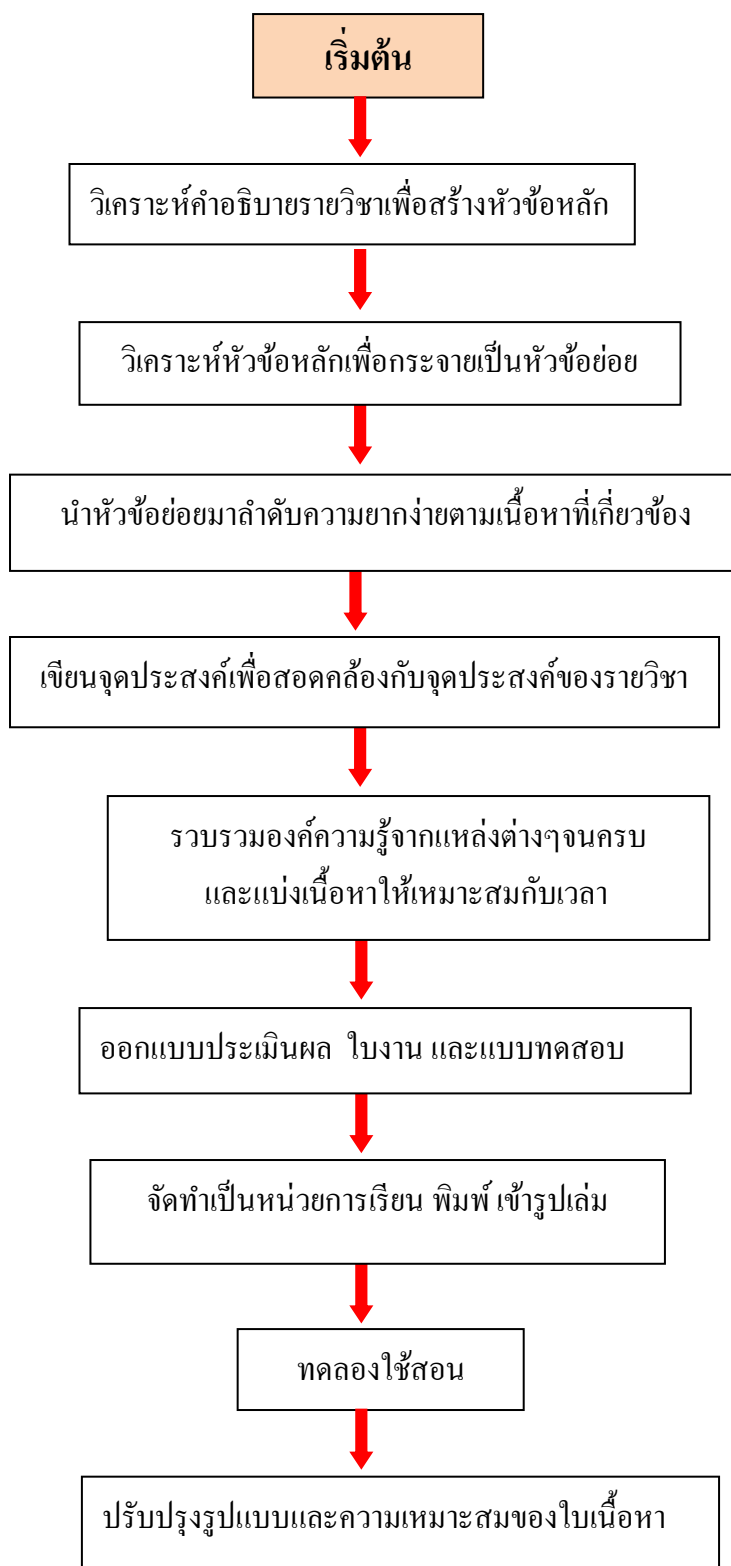 เริ่มต้น
วิเคราะห์คำอธิบายรายวิชาเพื่อสร้างหัวข้อหลัก
วิเคราะห์หัวข้อหลักเพื่อกระจายเป็นหัวข้อย่อย
นำหัวข้อย่อยมาลำดับความยากง่ายตามเนื้อหาที่เกี่ยวข้อง
เขียนจุดประสงค์เพื่อสอดคล้องกับจุดประสงค์ของรายวิชา
รวบรวมองค์ความรู้จากแหล่งต่างๆจนครบ
และแบ่งเนื้อหาให้เหมาะสมกับเวลา
ออกแบบประเมินผล ใบงาน และแบบทดสอบ
จัดทำเป็นหน่วยการเรียน พิมพ์ เข้ารูปเล่ม
ทดลองใช้สอน
ปรับปรุงรูปแบบและความเหมาะสมของใบเนื้อหา